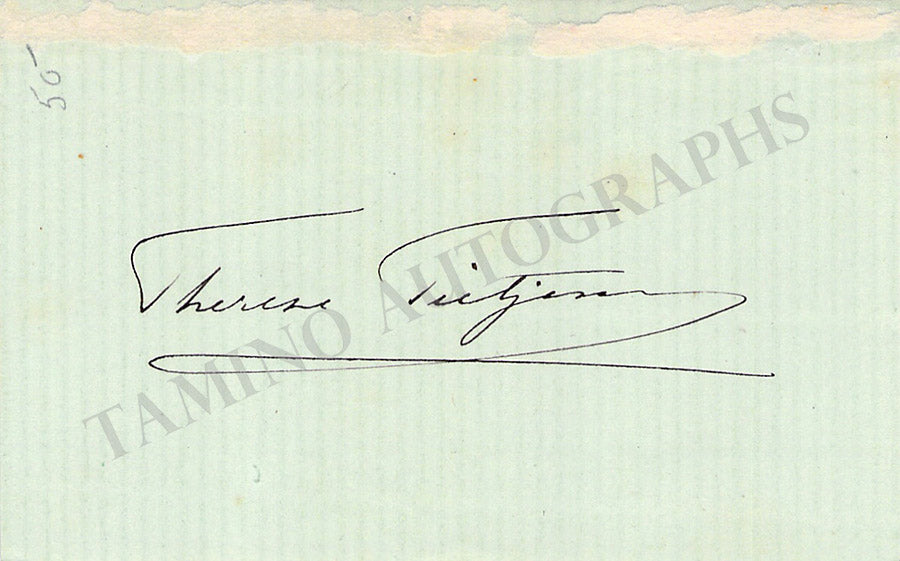 50-
Therese Tietjens
TAMINO AUTOGRAPHS